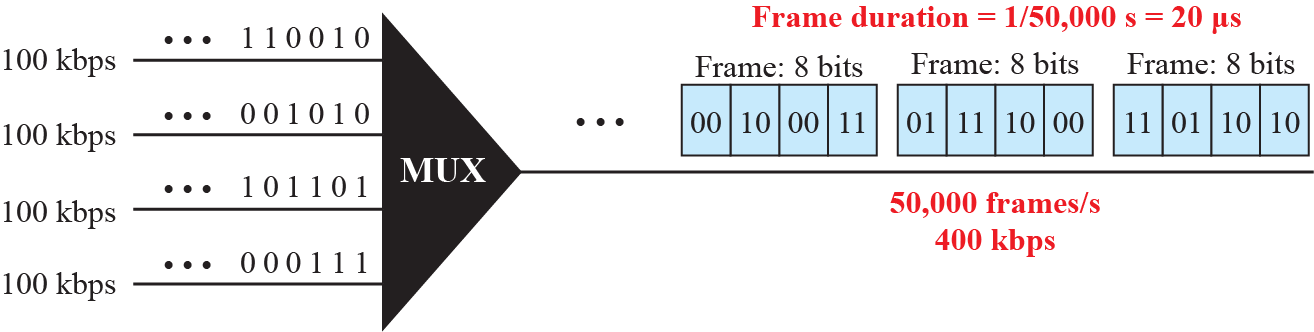 Frame duration = 1/50,000 s = 20 μs
100 kbps
••• 1 1 0 0 1 0
100 kbps
••• 0 0 1 0 1 0
100 kbps
••• 1 0 1 1 0 1
100 kbps
••• 0 0 0 1 1 1
MUX
•••
Frame: 8 bits
00 10 00 11
Frame: 8 bits
01 11 10 00
Frame: 8 bits
11 01 10 10
50,000 frames/s
400 kbps